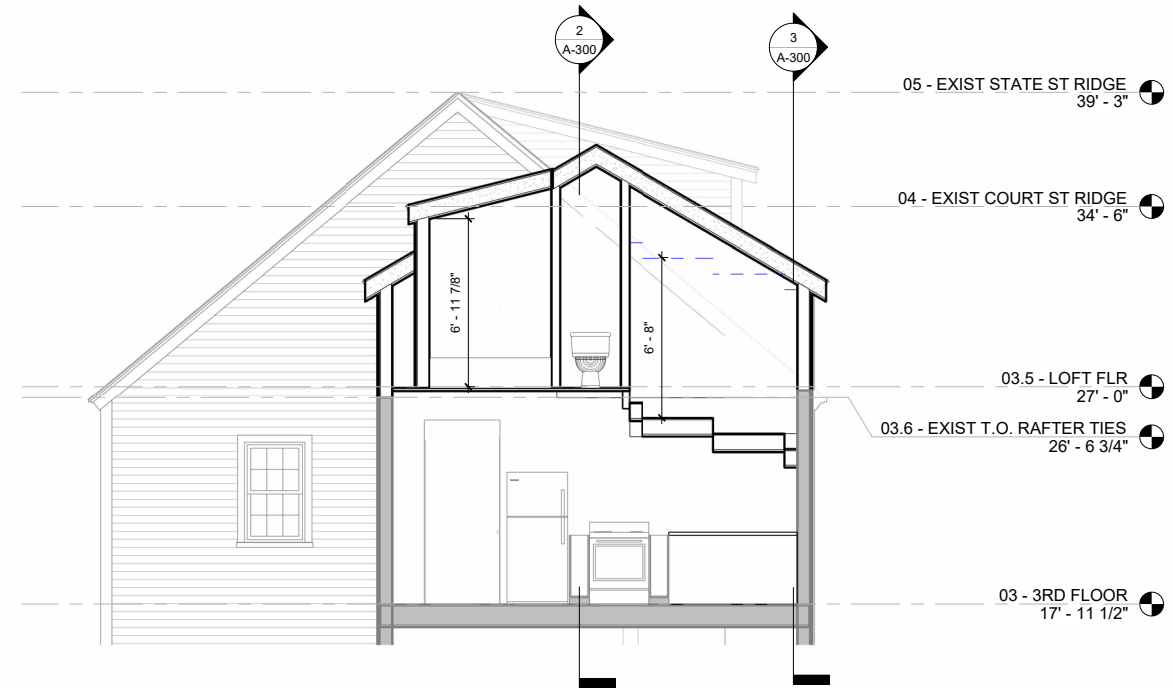 2
A-300
3
A-300
05 - EXIST STATE ST RIDGE
39' - 3"
04 - EXIST COURT ST RIDGE
34' - 6"
6' - 11 7/8"
6' - 8"
03.5 - LOFT FLR
27' - 0"
03.6 - EXIST T.O. RAFTER TIES
26' - 6 3/4"
03 - 3RD FLOOR
17' - 11 1/2"